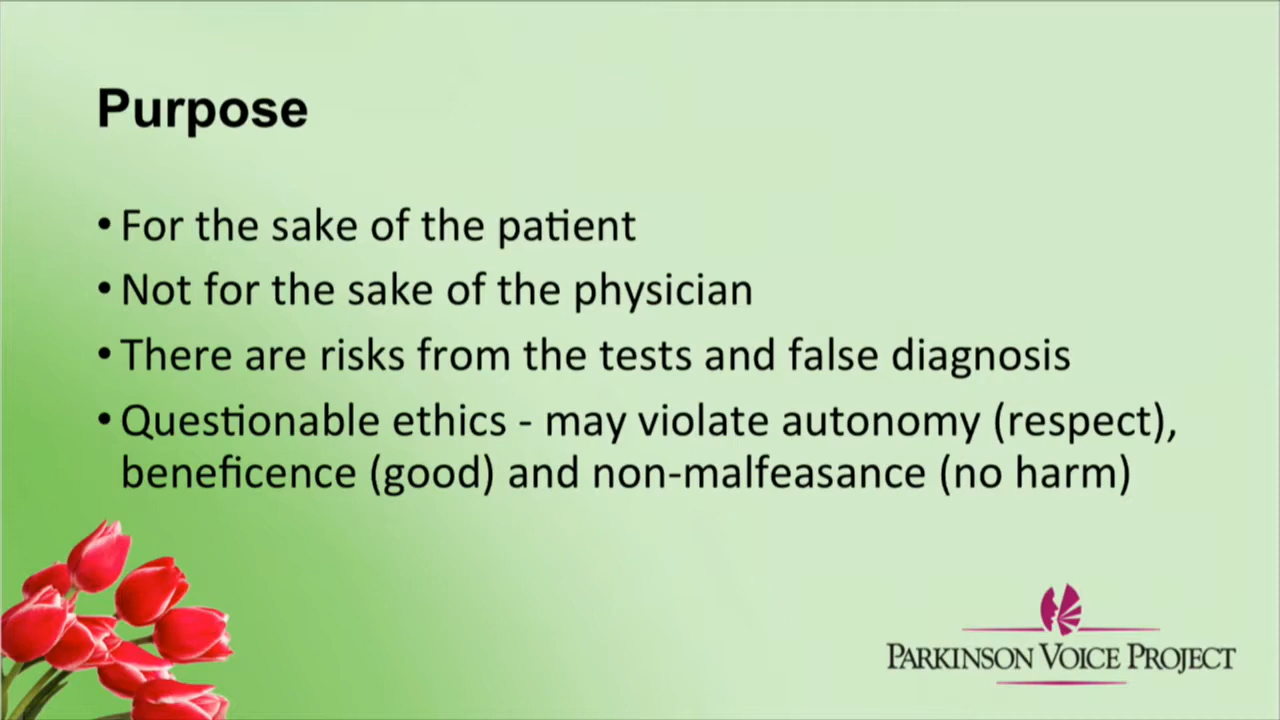 Purpose
• For the sake of the patient
• Not for the sake of the physician
• There are risks from the tests and false diagnosis
• Questionable ethics - may violate autonomy (respect),
beneficence (good) and non-malfeasance (no harm)
PARKINSON VOICE PROJECT